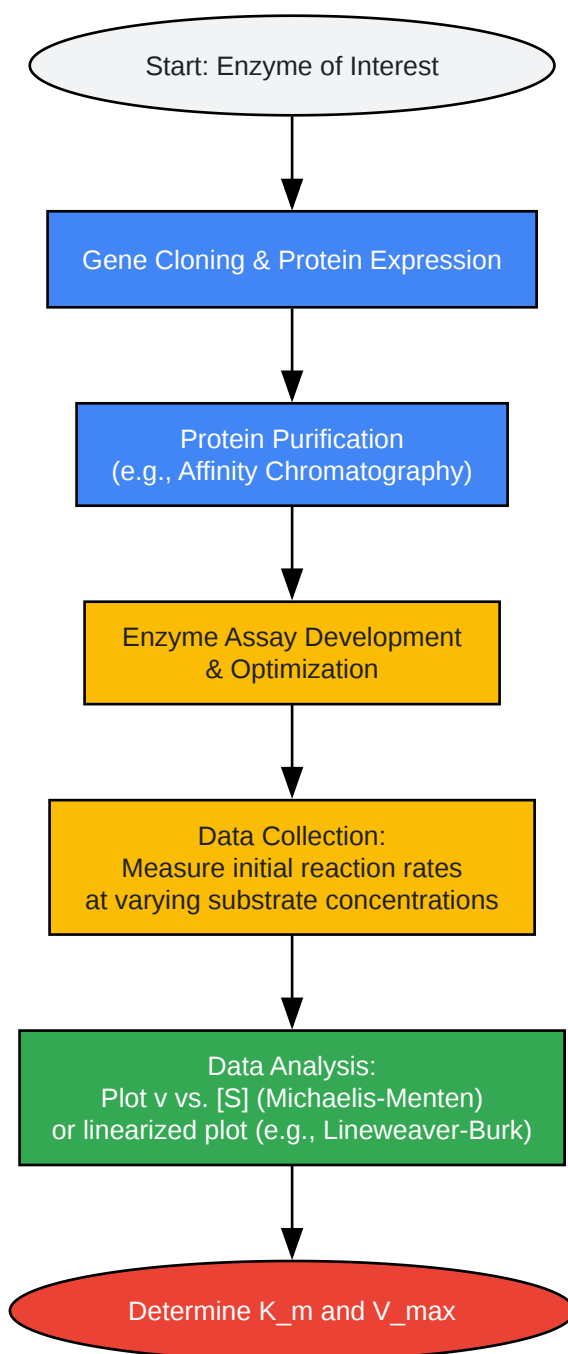 Start: Enzyme of Interest
Gene Cloning & Protein Expression
Protein Purification
(e.g., Affinity Chromatography)
Enzyme Assay Development
& Optimization
Data Collection:
Measure initial reaction rates
at varying substrate concentrations
Data Analysis:
Plot v vs. [S] (Michaelis-Menten)
or linearized plot (e.g., Lineweaver-Burk)
Determine K_m and V_max